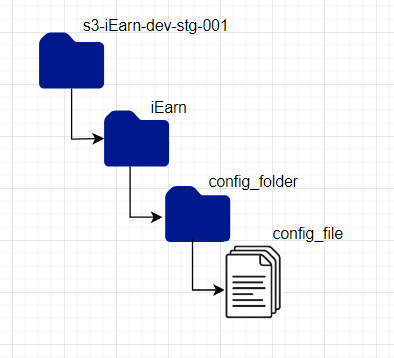 s3-iEarn-dev-stg-001
iEarn
config_folder
config_file